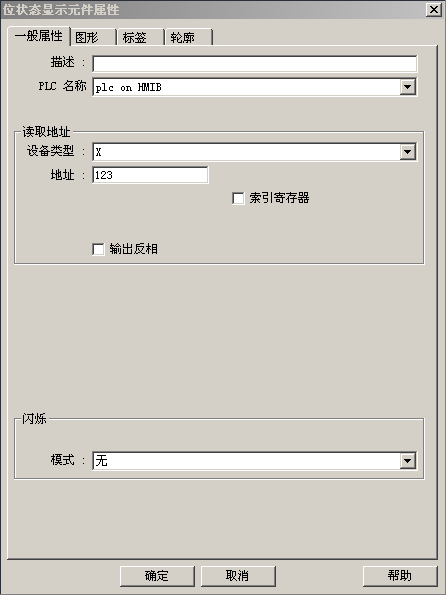 位状态显示元件属性
一般属性 图形 标签 轮廓
描述 :
PLC 名称 plc on HMIB
读取地址
设备类型 : X
地址 : 123
索引寄存器
输出反相
闪烁
模式 : 无
确定 取消 帮助